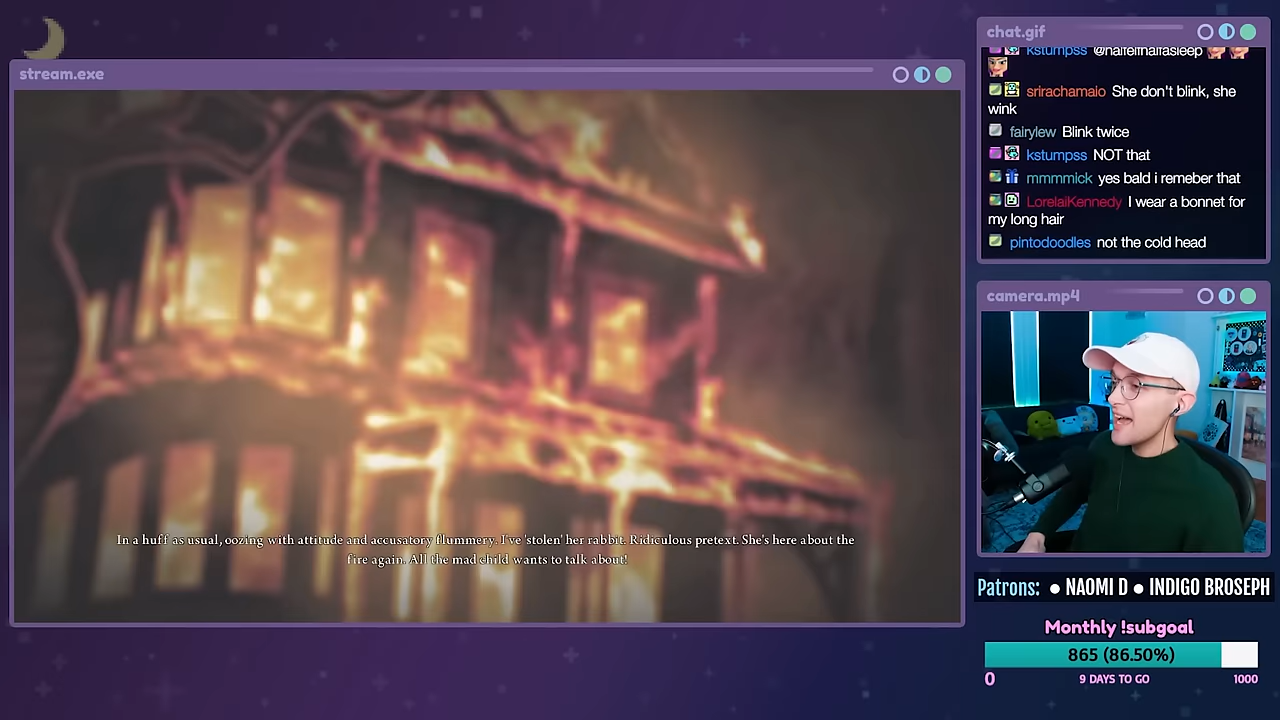 stream.exe
In a huff as usual, oozing with attitude and accusatory flummery. I've 'stolen' her rabbit. Ridiculous pretext. She's here about the
fire again. All the mad child wants to talk about!
chat.gif
kstumpss @halfelfhalfasleep
srirachamaio She don't blink, she
wink
fairylew Blink twice
kstumpss NOT that
mmmmick yes bald i remeber that
LorelaiKennedy I wear a bonnet for
my long hair
pintodoodles not the cold head
camera.mp4
Patrons: ● NAOMI D ● INDIGO BROSEPH
Monthly !subgoal
865 (86.50%)
0 9 DAYS TO GO 1000